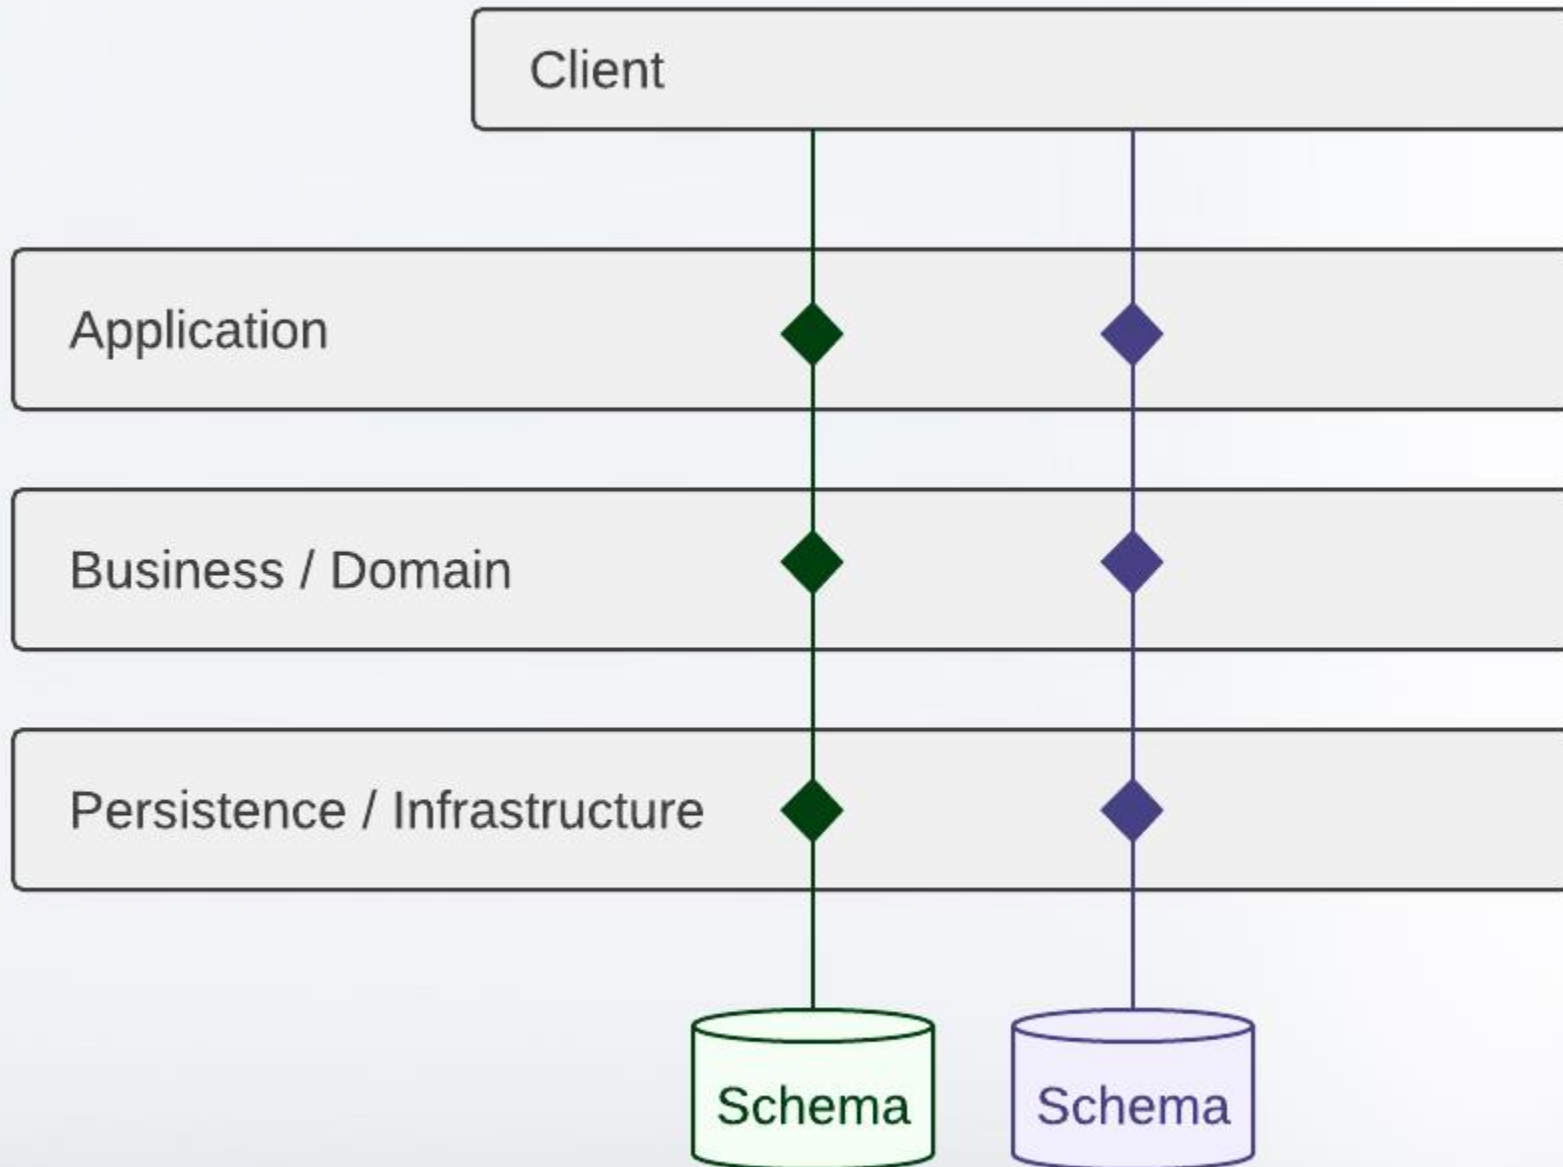 Client
Application
Business / Domain
Persistence / Infrastructure
Schema
Schema